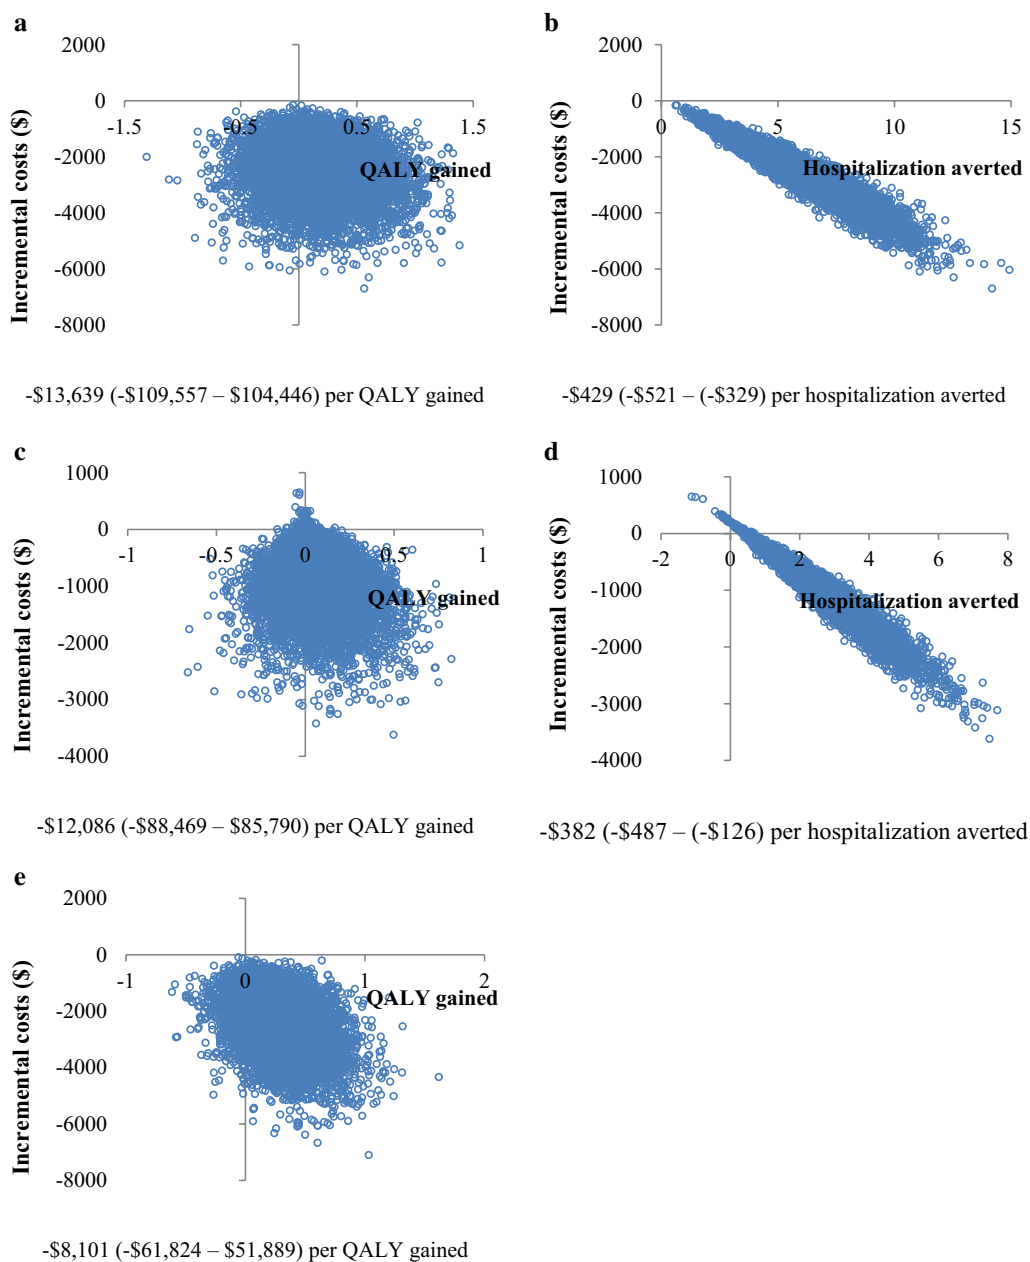 a
2000
0
-1.5
-0.5
0.5
1.5
-2000
QALY gained
-4000
-6000
-8000
Incremental costs ($)
-$13,639 (-$109,557 – $104,446) per QALY gained
b
2000
0
0
5
10
15
-2000
Hospitalization averted
-4000
-6000
-8000
Incremental costs ($)
-$429 (-$521 – (-$329) per hospitalization averted
c
1000
0
-1
-0.5
0
0.5
1
-1000
QALY gained
-2000
-3000
-4000
Incremental costs ($)
-$12,086 (-$88,469 – $85,790) per QALY gained
d
1000
0
-2
0
2
4
6
8
-1000
Hospitalization averted
-2000
-3000
-4000
Incremental costs ($)
-$382 (-$487 – (-$126) per hospitalization averted
e
2000
0
-1
0
1
2
QALY gained
-2000
-4000
-6000
-8000
Incremental costs ($)
-$8,101 (-$61,824 – $51,889) per QALY gained